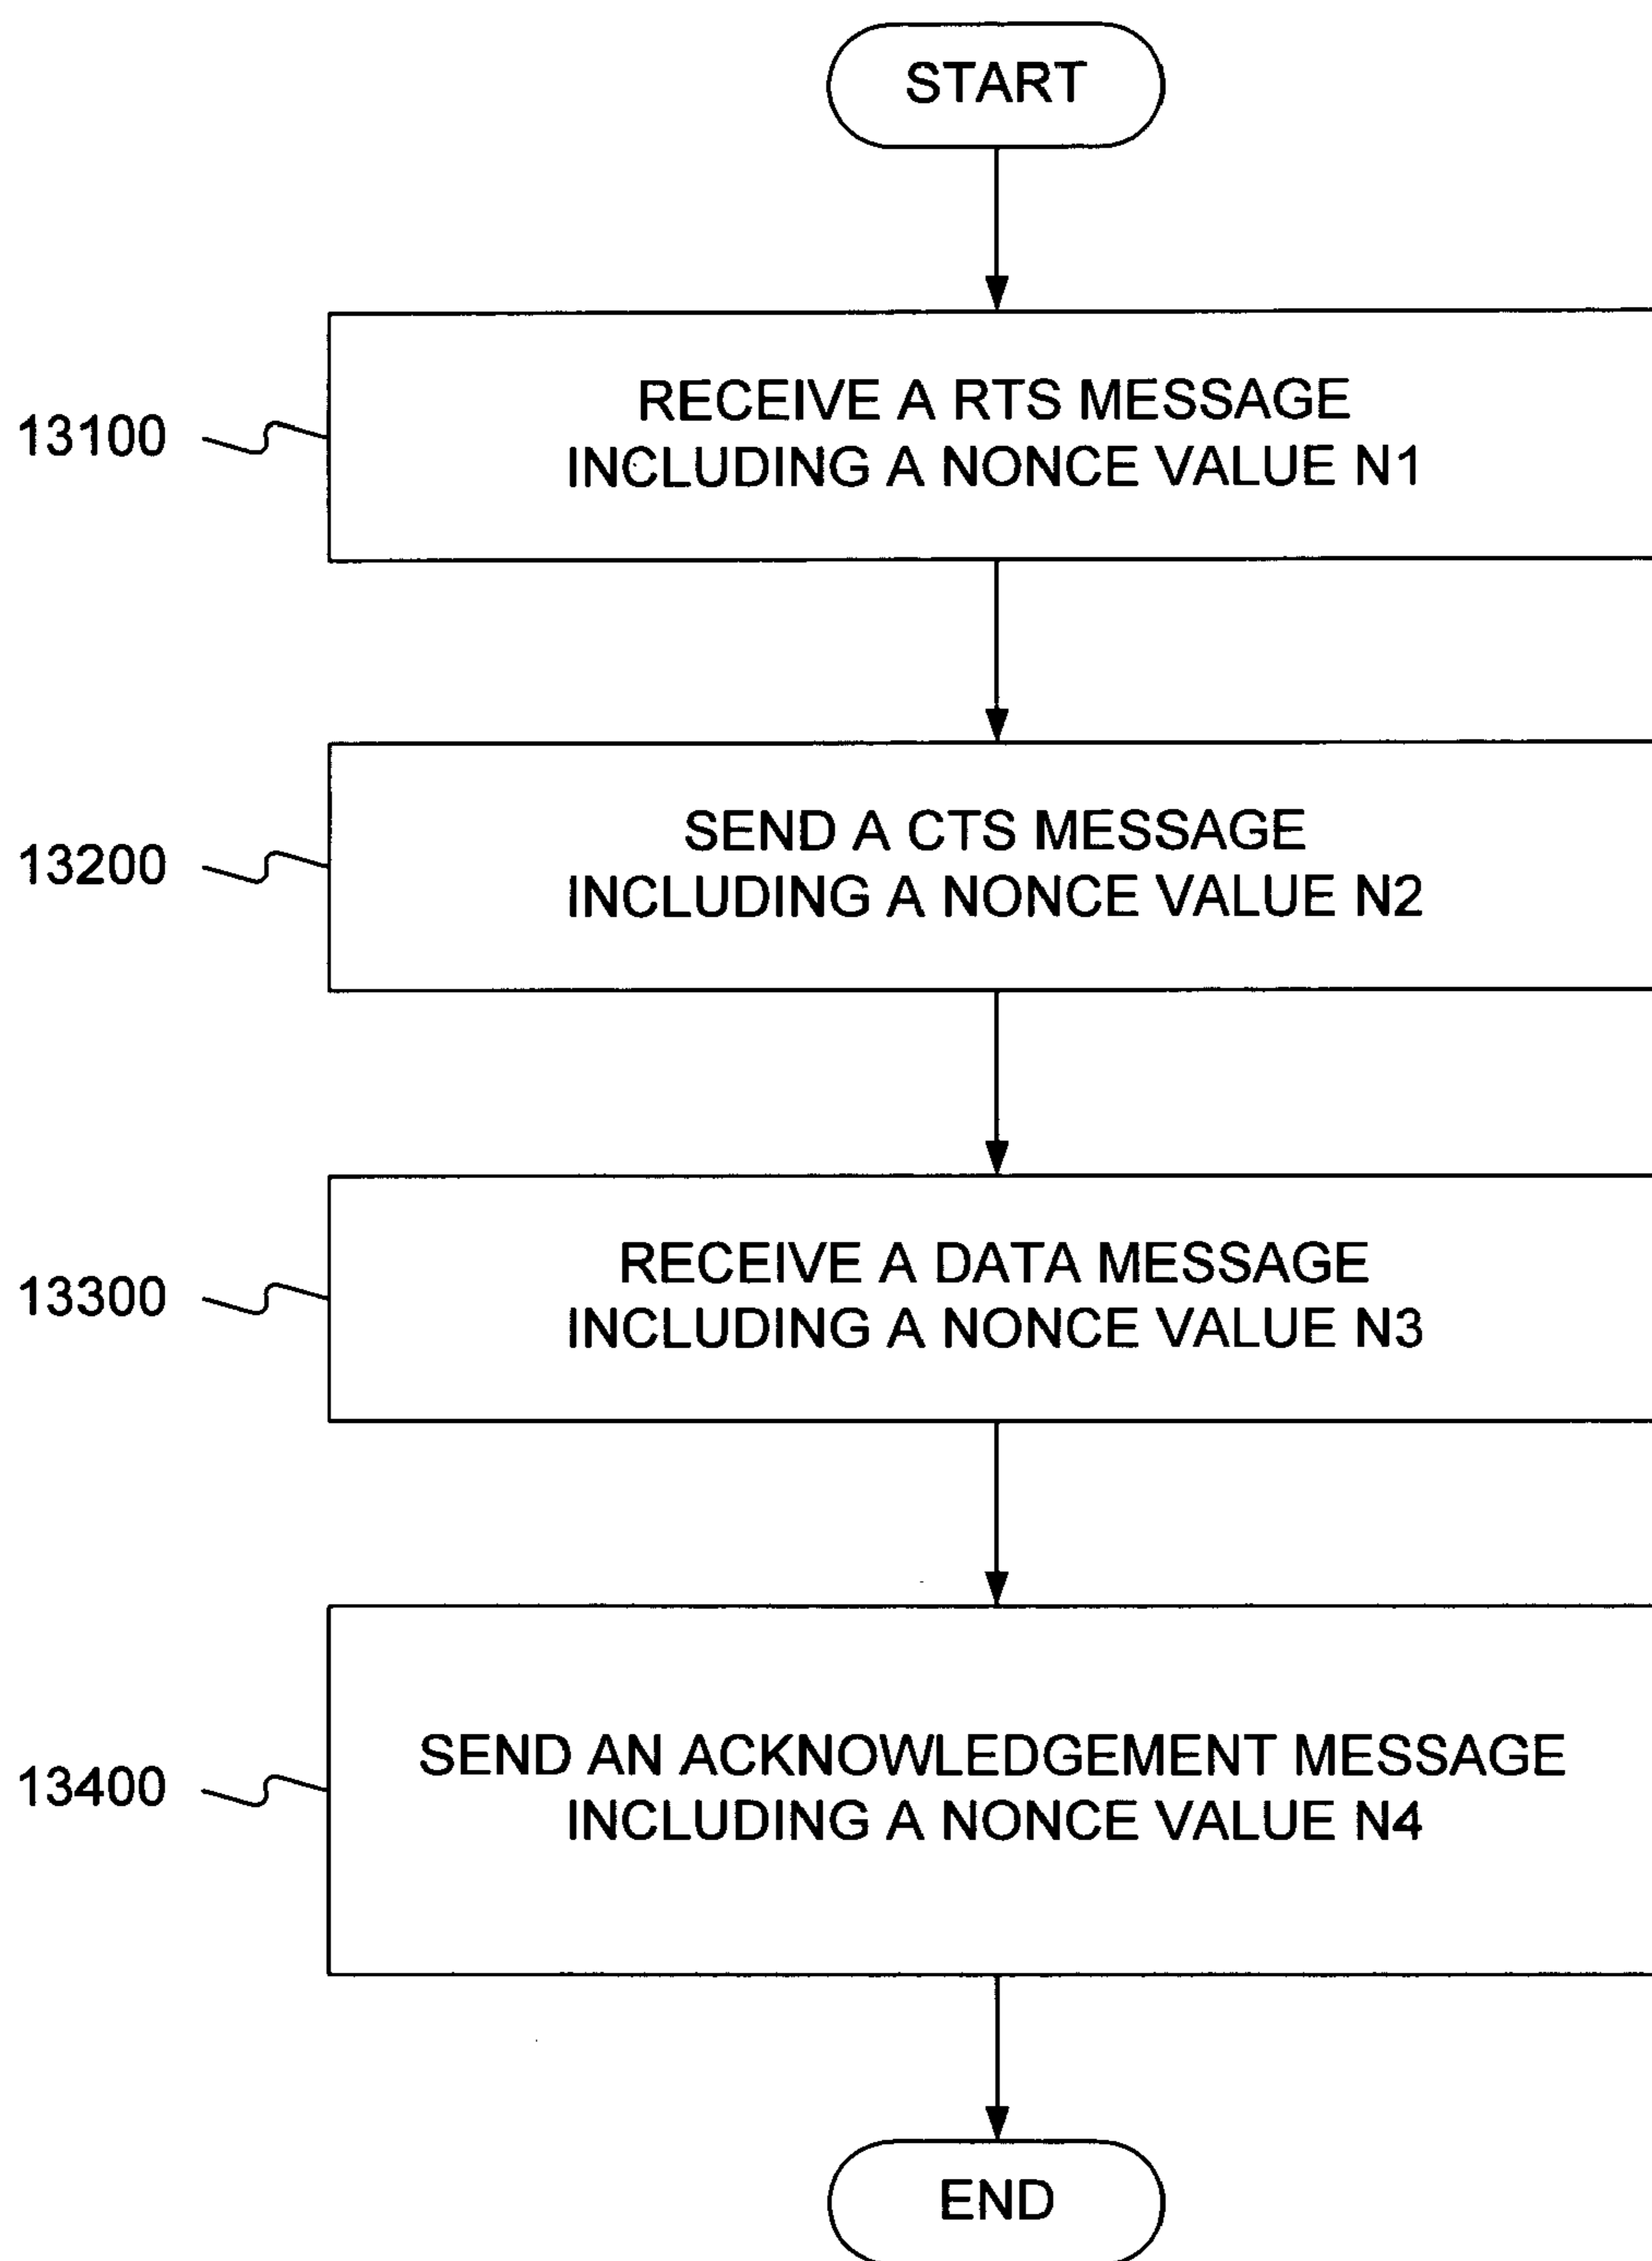 START
13100
RECEIVE A RTS MESSAGE
INCLUDING A NONCE VALUE N1
13200
SEND A CTS MESSAGE
INCLUDING A NONCE VALUE N2
13300
RECEIVE A DATA MESSAGE
INCLUDING A NONCE VALUE N3
13400
SEND AN ACKNOWLEDGEMENT MESSAGE
INCLUDING A NONCE VALUE N4
END